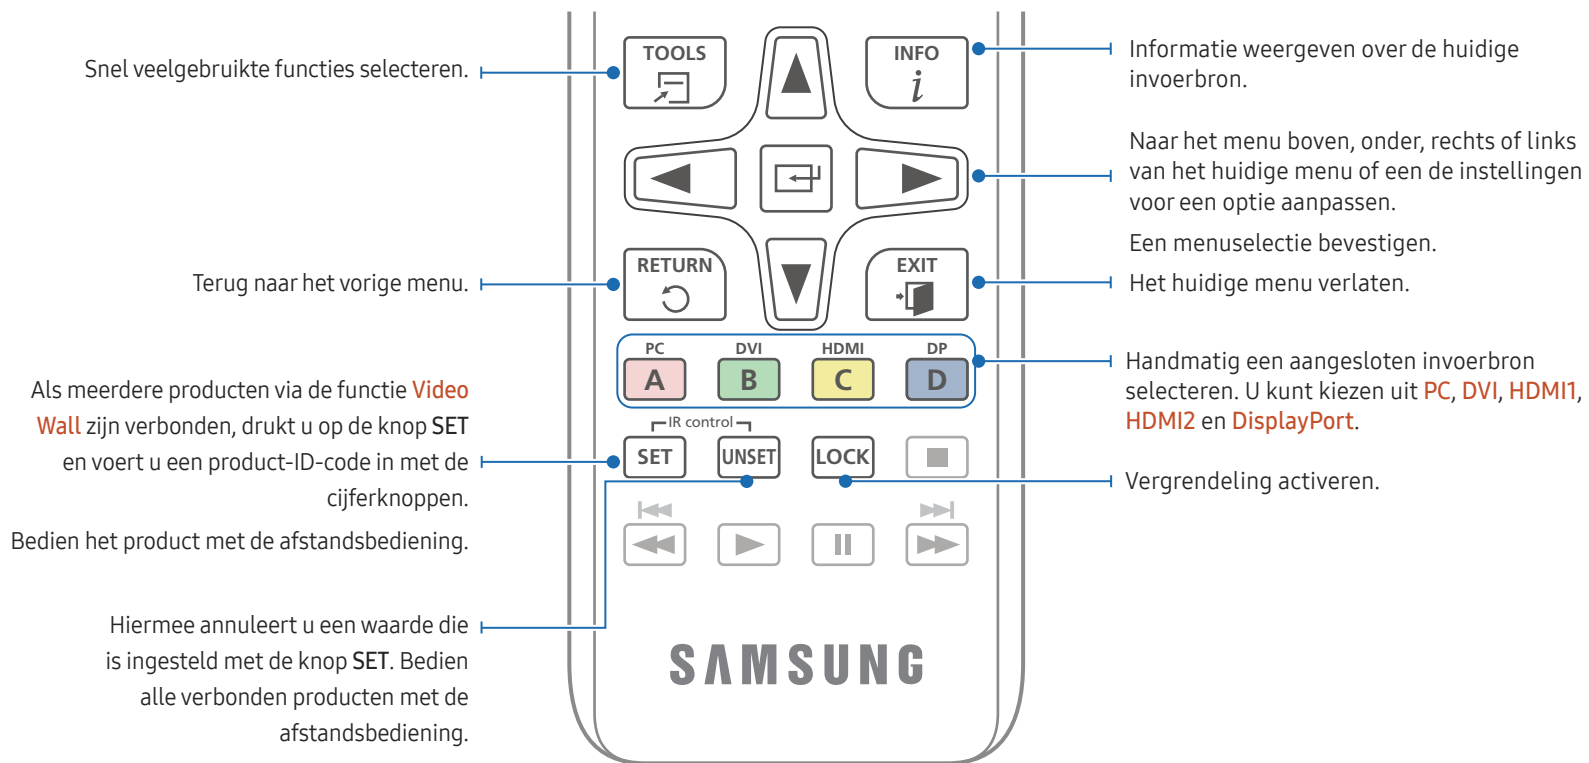 Snel veelgebruikte functies selecteren.
TOOLS
INFO
i
Informatie weergeven over de huidige
invoerbron.
Naar het menu boven, onder, rechts of links
van het huidige menu of een de instellingen
voor een optie aanpassen.
Een menuselectie bevestigen.
Terug naar het vorige menu.
RETURN
EXIT
Het huidige menu verlaten.
PC
DVI
HDMI
DP
A
B
C
D
Handmatig een aangesloten invoerbron
selecteren. U kunt kiezen uit PC, DVI, HDMI1,
HDMI2 en DisplayPort.
Als meerdere producten via de functie Video
Wall zijn verbonden, drukt u op de knop SET
en voert u een product-ID-code in met de
cijferknoppen.
Bedien het product met de afstandsbediening.
IR control
SET
UNSET
LOCK
Vergrendeling activeren.
Hiermee annuleert u een waarde die
is ingesteld met de knop SET. Bedien
alle verbonden producten met de
afstandsbediening.
SAMSUNG